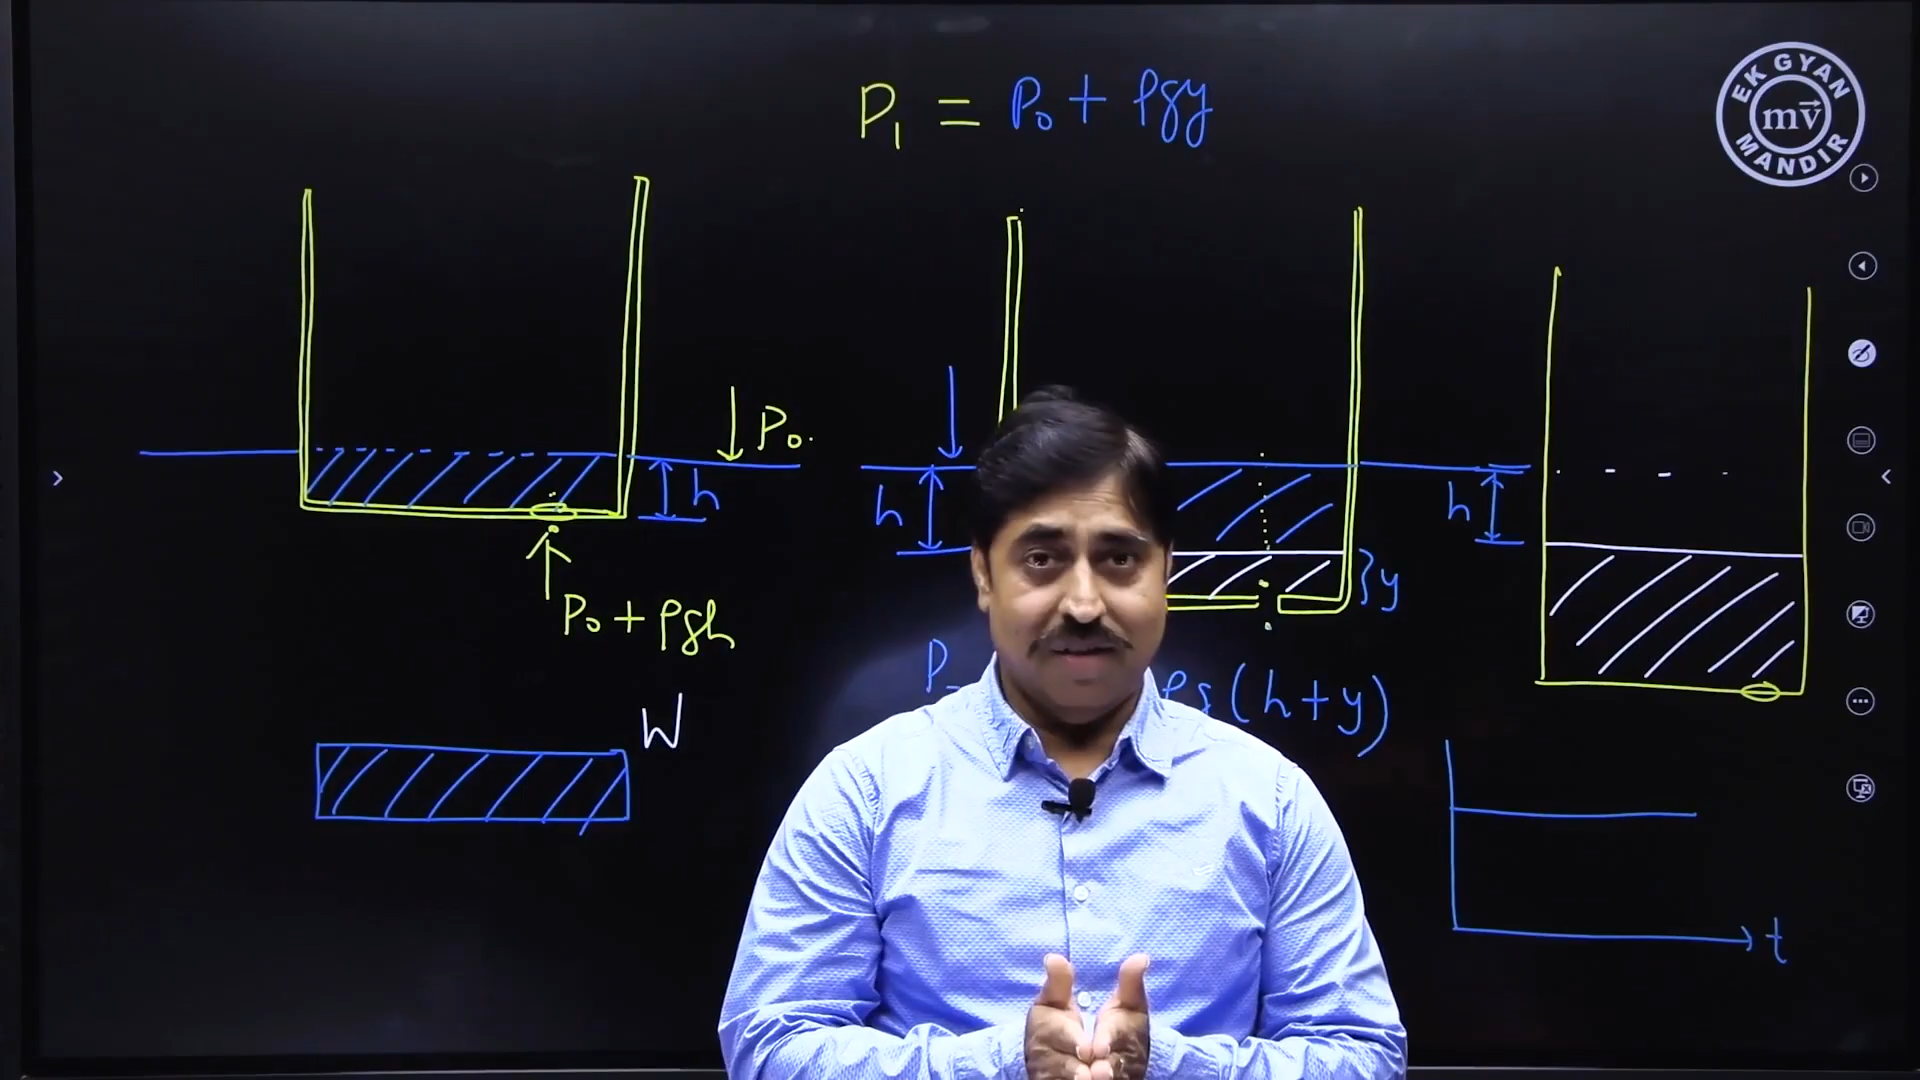 P₁ = P₀ + ρgy
EK GYAN
mv⃗
MANDIR
P₀.
h
h
h
y
P₀ + ρgh
P
ρg(h+y)
W
t